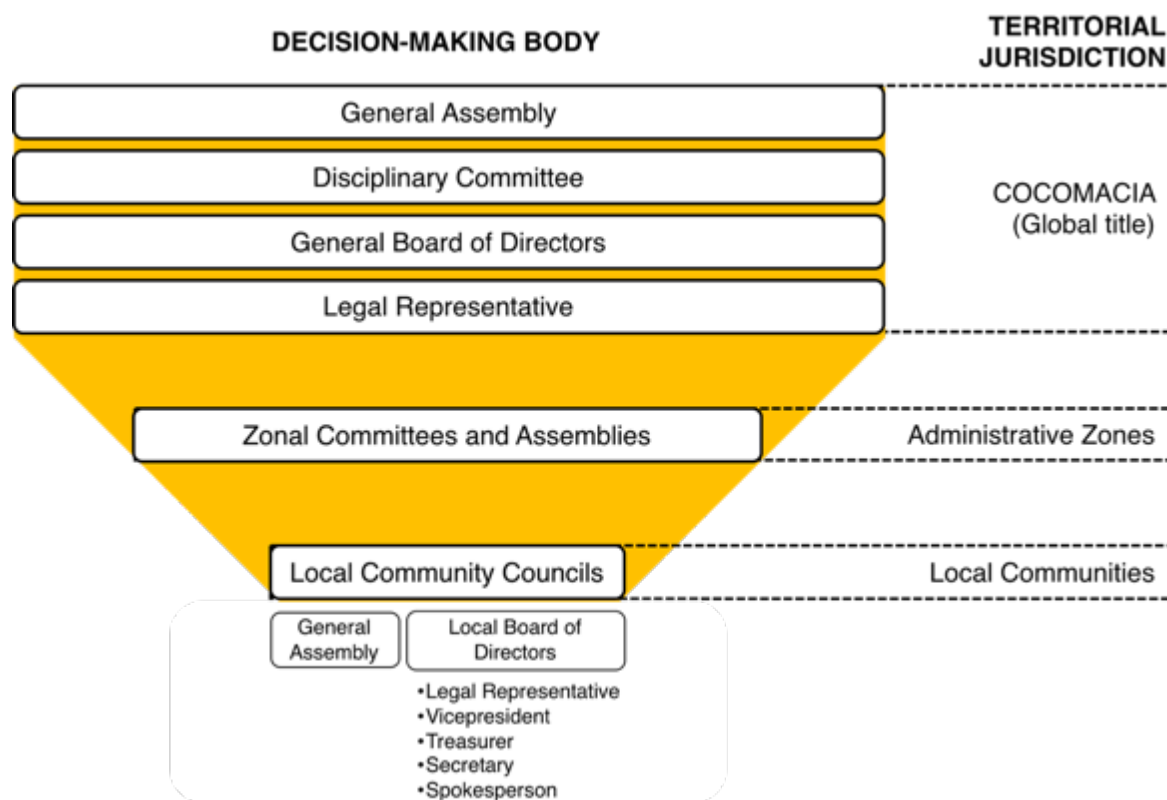 DECISION-MAKING BODY
TERRITORIAL
JURISDICTION
General Assembly
Disciplinary Committee
General Board of Directors
Legal Representative
COCOMACIA
(Global title)
Zonal Committees and Assemblies
Administrative Zones
Local Community Councils
Local Communities
General
Assembly
Local Board of
Directors
•Legal Representative
•Vicepresident
•Treasurer
•Secretary
•Spokesperson